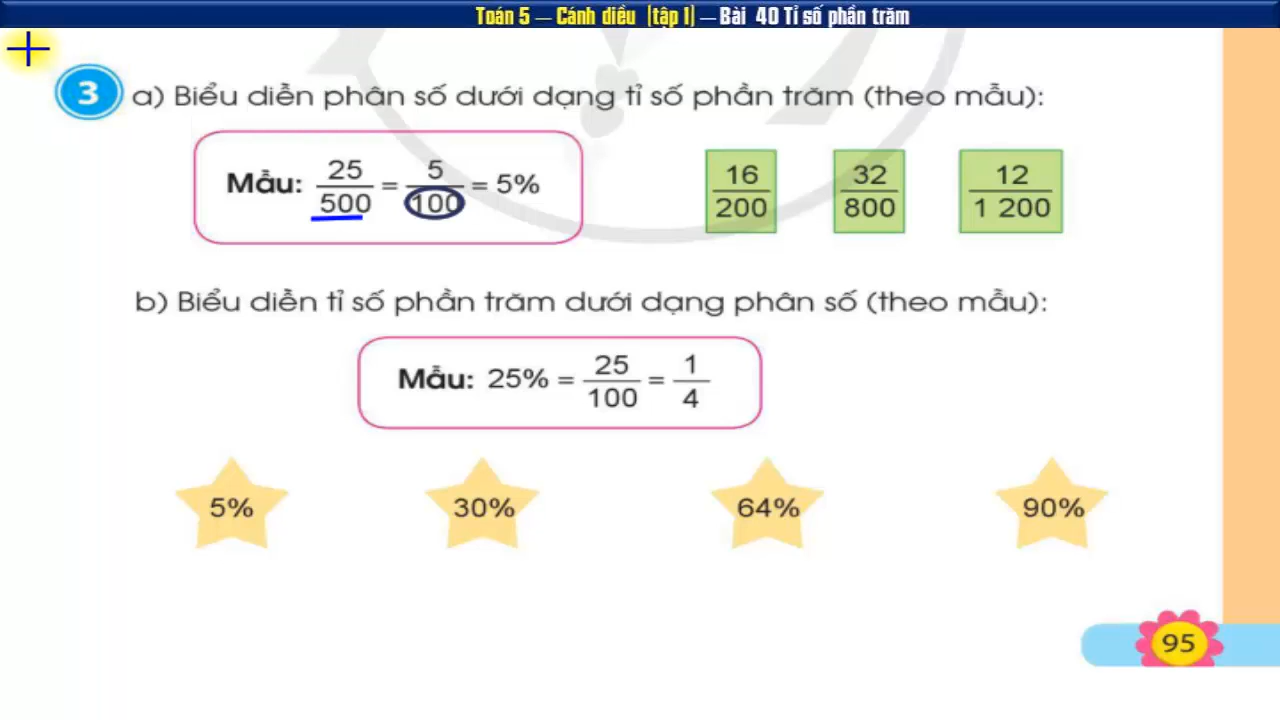 Toán 5 – Cánh diều (tập 1) – Bài 40 Tỉ số phần trăm
3 a) Biểu diễn phân số dưới dạng tỉ số phần trăm (theo mẫu):
Mẫu: 25/500 = 5/100 = 5%
16/200 32/800 12/1 200
b) Biểu diễn tỉ số phần trăm dưới dạng phân số (theo mẫu):
Mẫu: 25% = 25/100 = 1/4
5% 30% 64% 90%
95